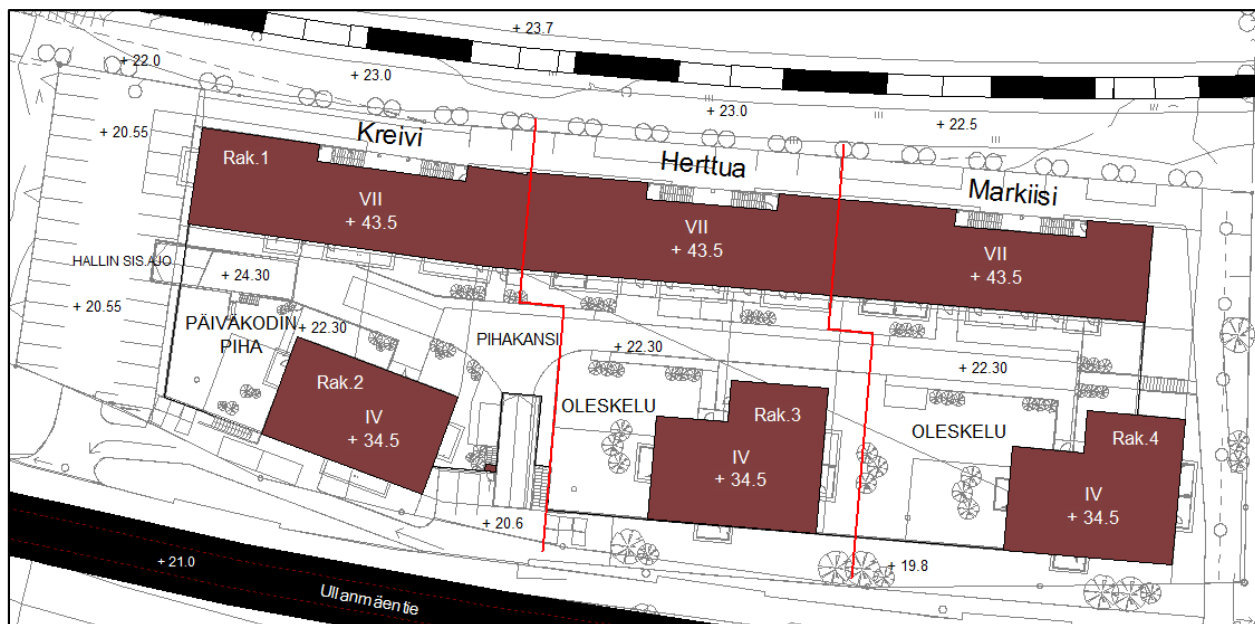 + 23.7
+ 22.0
+ 23.0
+ 23.0
+ 22.5
+ 20.55
Kreivi
Herttua
Markiisi
Rak.1
VII
+ 43.5
VII
+ 43.5
VII
+ 43.5
HALLIN SIS.AJO
+ 24.30
+ 20.55
PÄIVÄKODIN
PIHA
+ 22.30
PIHAKANSI
+ 22.30
+ 22.30
Rak.2
IV
+ 34.5
OLESKELU
Rak.3
IV
+ 34.5
OLESKELU
Rak.4
IV
+ 34.5
+ 20.6
+ 19.8
+ 21.0
Ullanmäentie